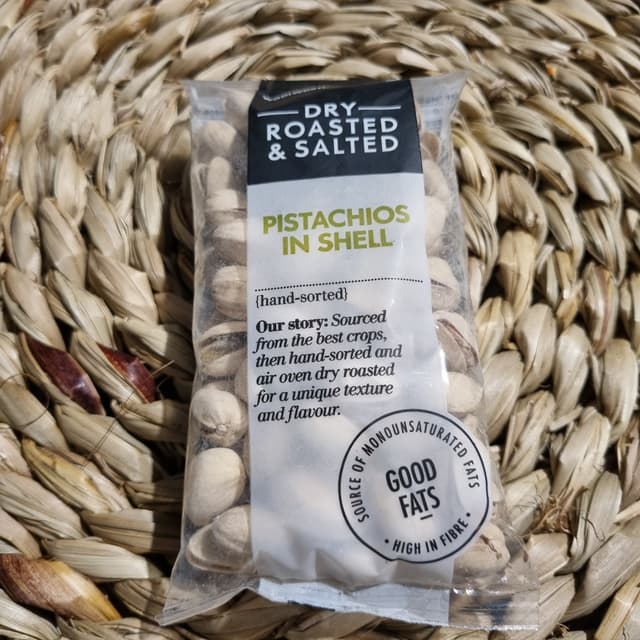 DRY
ROASTED
& SALTED
PISTACHIOS
IN SHELL
{hand-sorted}
Our story: Sourced
from the best crops,
then hand-sorted and
air oven dry roasted
for a unique texture
and flavour.
SOURCE OF MONOUNSATURATED FATS
GOOD
FATS
• HIGH IN FIBRE •